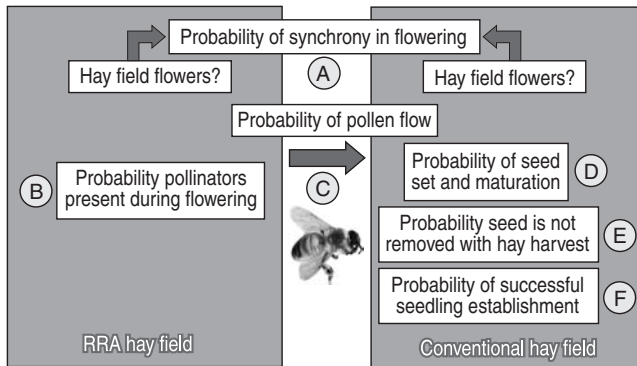 Probability of synchrony in flowering
Hay field flowers?
A
Hay field flowers?
Probability of pollen flow
B
Probability pollinators
present during flowering
C
Probability of seed
set and maturation
D
Probability seed is not
removed with hay harvest
E
Probability of successful
seedling establishment
F
RRA hay field
Conventional hay field